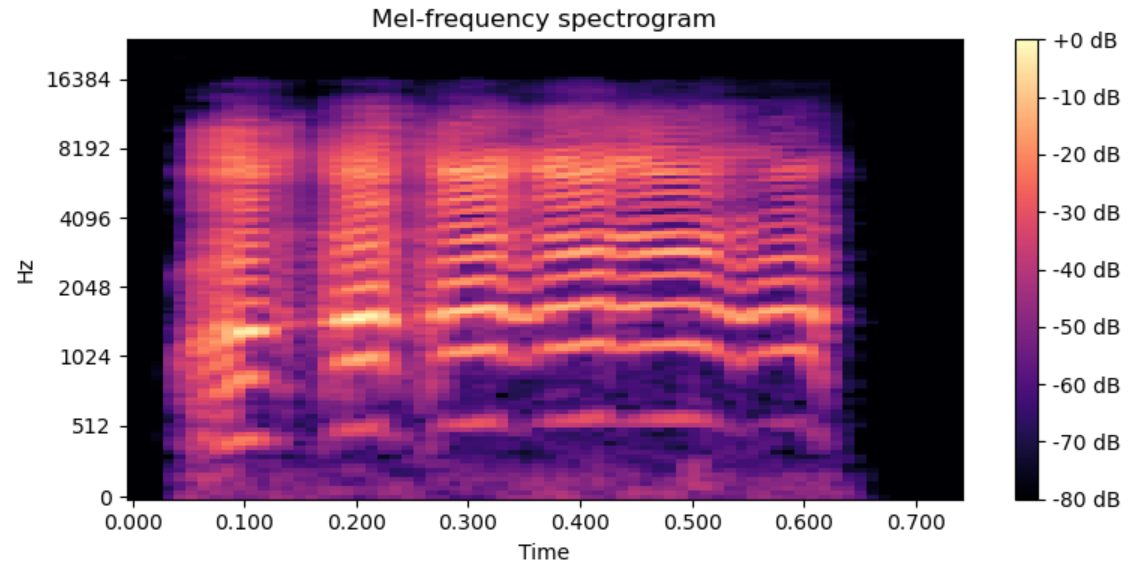 Mel-frequency spectrogram
Hz
16384
8192
4096
2048
1024
512
0
0.000 0.100 0.200 0.300 0.400 0.500 0.600 0.700
Time
+0 dB
-10 dB
-20 dB
-30 dB
-40 dB
-50 dB
-60 dB
-70 dB
-80 dB